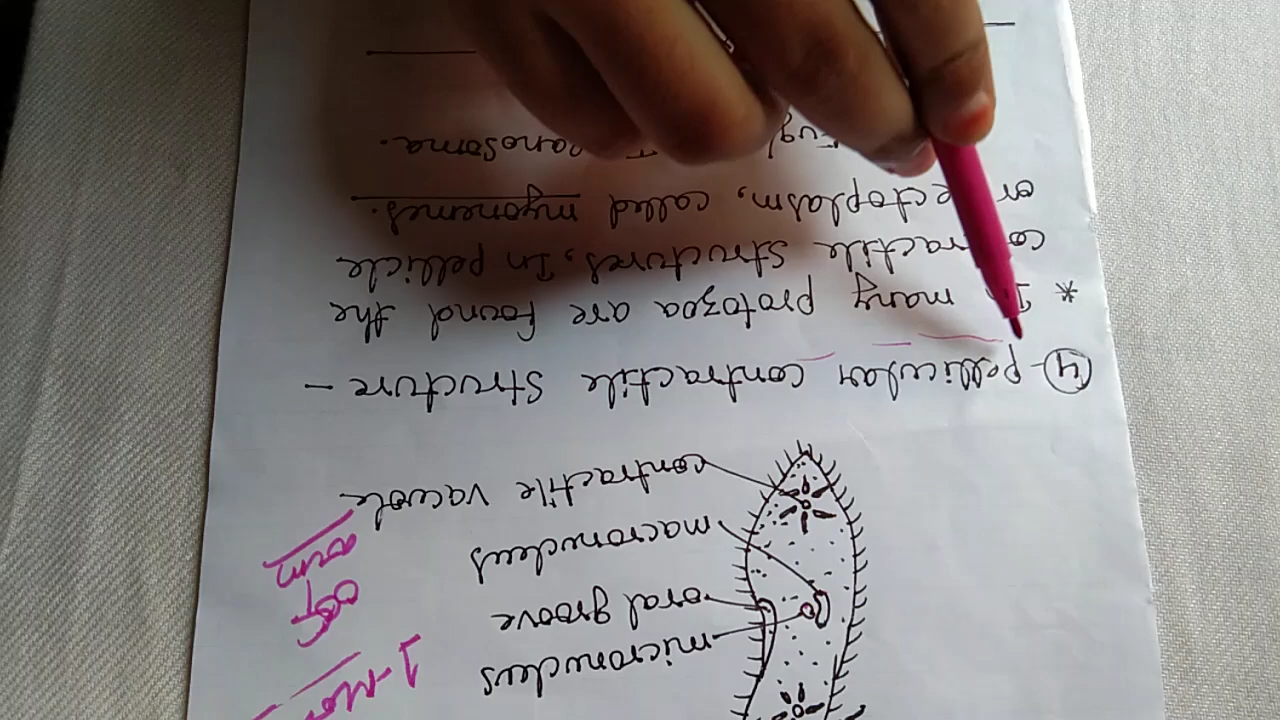 micronucleus
oral groove
macronucleus
contractile vacuole
(4)-Pellicular contractile structure -
* In many protozoa are found the
contractile structures, In pellicle
or ectoplasm, called myonemes.